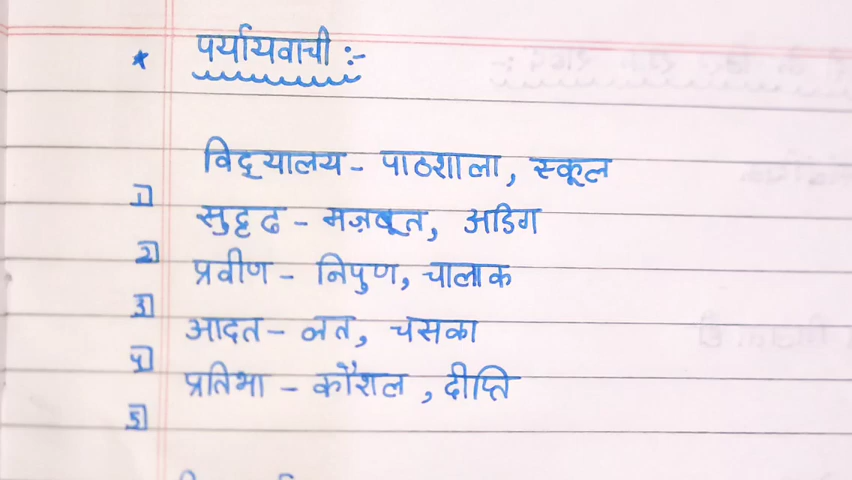 * पर्यायवाची :-
1] विद्यालय - पाठशाला, स्कूल
2] सुदृढ - मज़बूत, अडिग
3] प्रवीण - निपुण, चालाक
4] आदत - लत, चसका
5] प्रतिभा - कौशल, दीप्ति